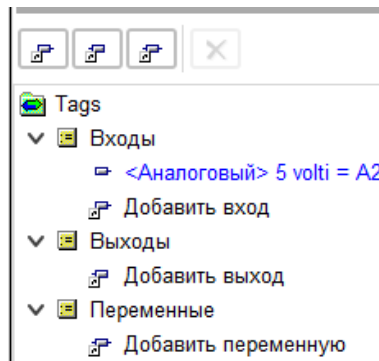 Tags
Входы
<Аналоговый> 5 volti = A2
Добавить вход
Выходы
Добавить выход
Переменные
Добавить переменную